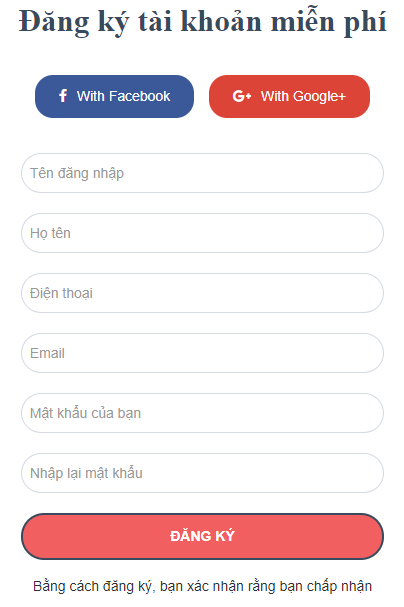 Đăng ký tài khoản miễn phí
With Facebook
With Google+
Tên đăng nhập
Họ tên
Điện thoại
Email
Mật khẩu của bạn
Nhập lại mật khẩu
ĐĂNG KÝ
Bằng cách đăng ký, bạn xác nhận rằng bạn chấp nhận